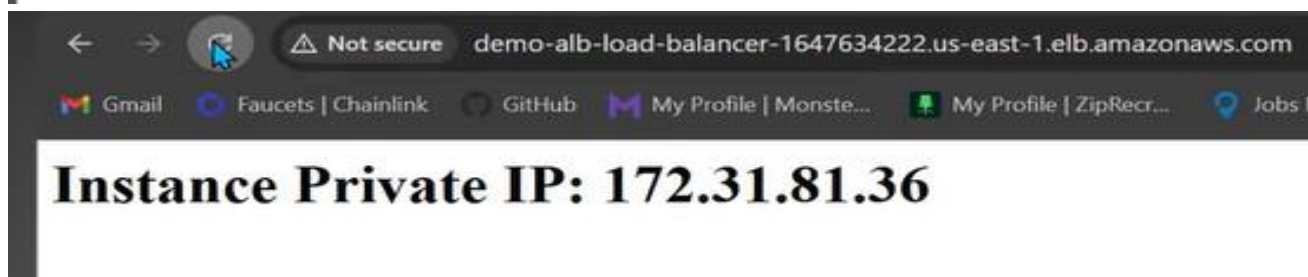 Not secure demo-alb-load-balancer-1647634222.us-east-1.elb.amazonaws.com
Gmail Faucets | Chainlink GitHub My Profile | Monste... My Profile | ZipRecr... Jobs
Instance Private IP: 172.31.81.36